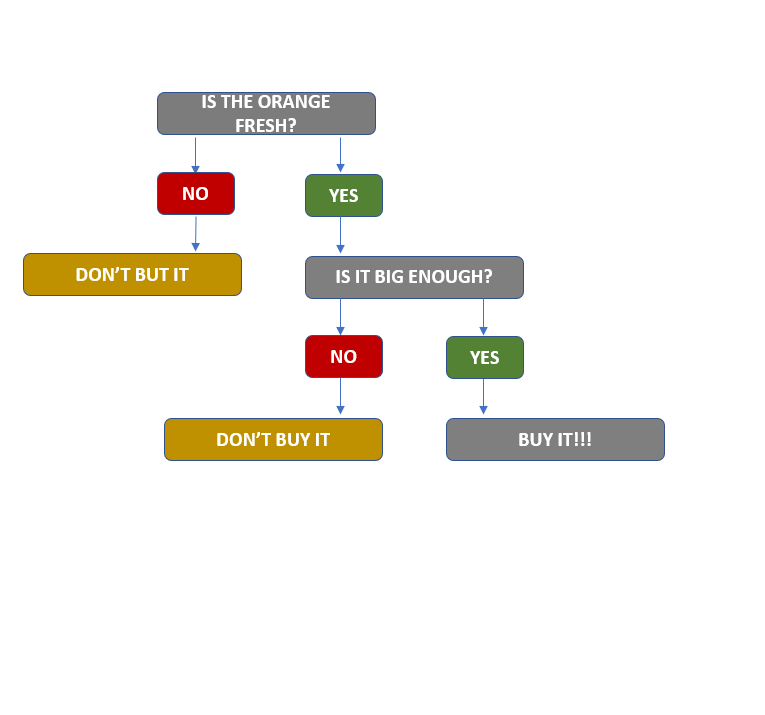 IS THE ORANGE
FRESH?
NO
YES
DON’T BUT IT
IS IT BIG ENOUGH?
NO
YES
DON’T BUY IT
BUY IT!!!